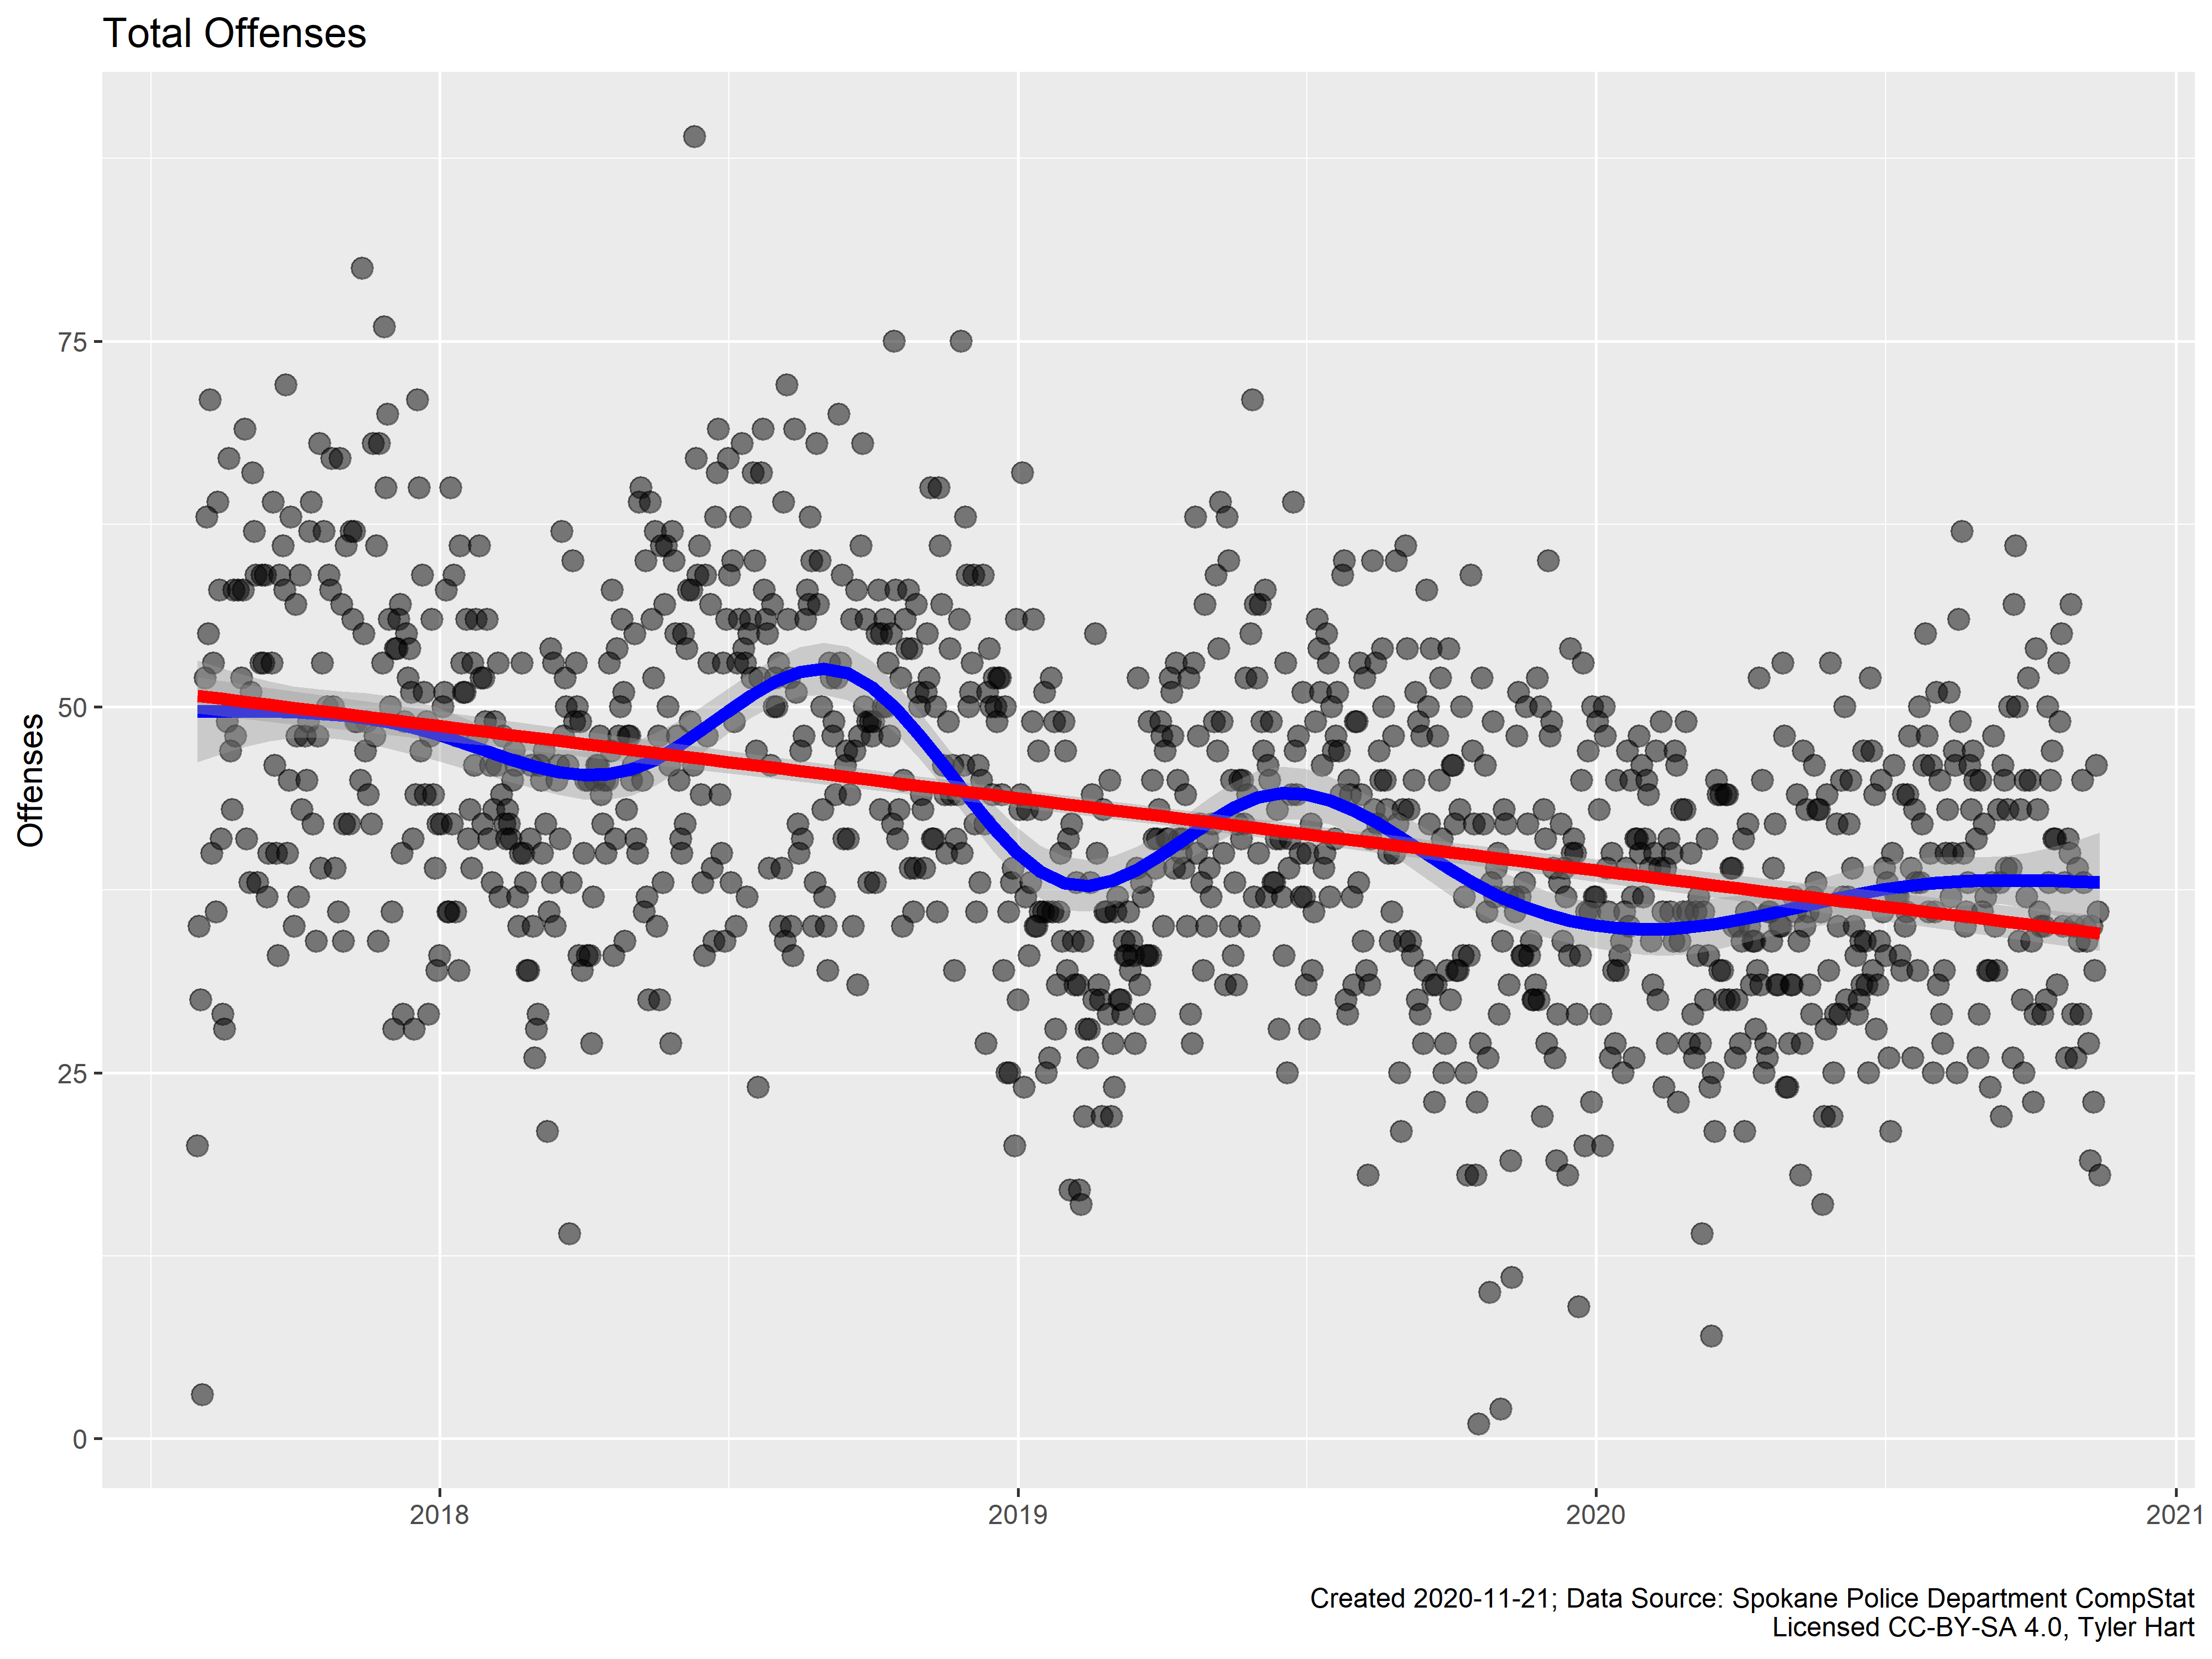 Total Offenses
Offenses
75
50
25
0
2018
2019
2020
2021
Created 2020-11-21; Data Source: Spokane Police Department CompStat
Licensed CC-BY-SA 4.0, Tyler Hart